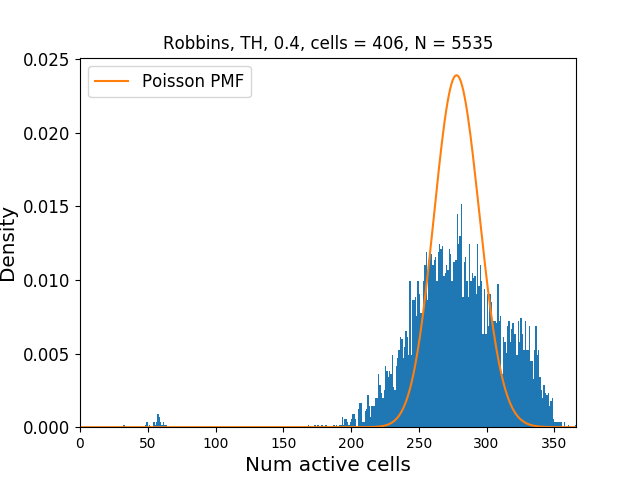 Robbins, TH, 0.4, cells = 406, N = 5535
Poisson PMF
0.025
0.020
0.015
0.010
0.005
0.000
Density
0 50 100 150 200 250 300 350
Num active cells